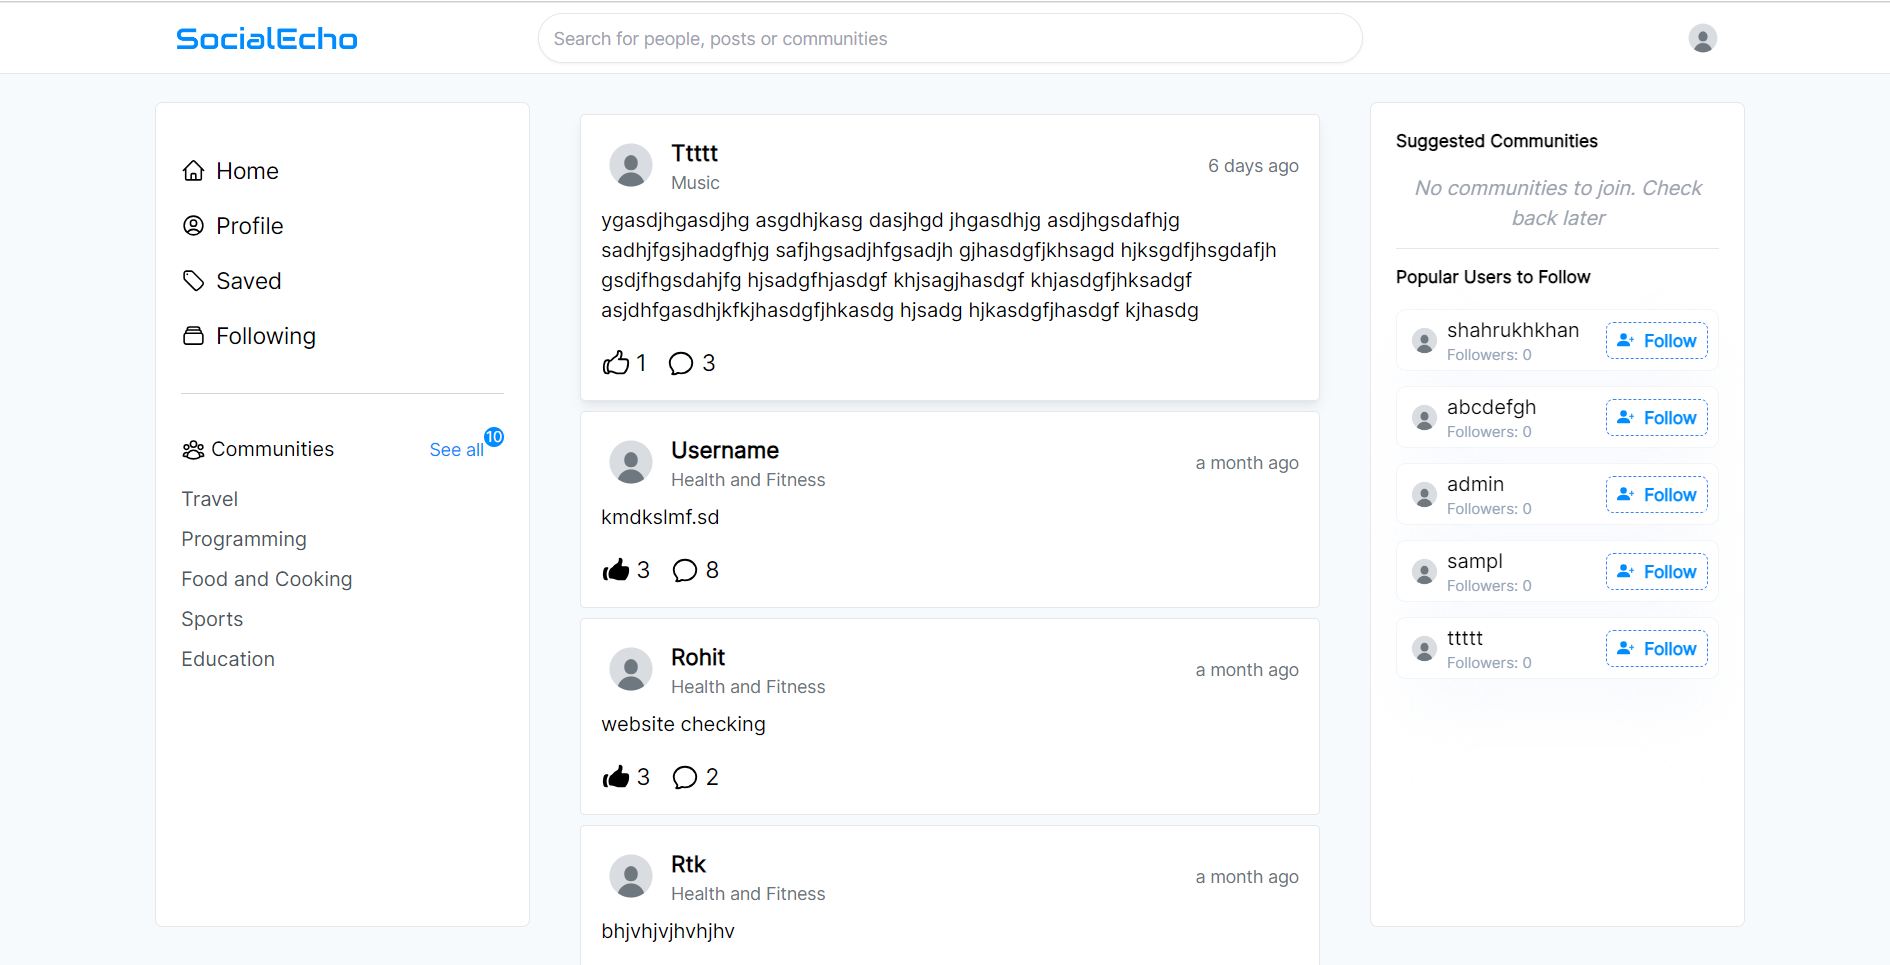 SocialEcho
Search for people, posts or communities
Home
Profile
Saved
Following
Communities
See all
10
Travel
Programming
Food and Cooking
Sports
Education
Ttttt
Music
6 days ago
ygasdjhgasdjhg asgdhjkasg dasjhgd jhgasdhjg asdjhgsdafhjg
sadhjfgsjhadgfhjg safjhgsadjhfgsadjh gjhasdgfjkhsagd hjksgdfjhsgdafjh
gsdjfhgsdahjfg hjsadgfhjasdgf khjsagjhasdgf khjasdgfjhksadgf
asjdhfgasdhjkfkjhasdgfjhkasdg hjsadg hjkasdgfjhasdgf kjhasdg
1 3
Username
Health and Fitness
a month ago
kmdkslmf.sd
3 8
Rohit
Health and Fitness
a month ago
website checking
3 2
Rtk
Health and Fitness
a month ago
bhjvhjvjhvhjhv
Suggested Communities
No communities to join. Check
back later
Popular Users to Follow
shahrukhkhan
Followers: 0
Follow
abcdefgh
Followers: 0
Follow
admin
Followers: 0
Follow
sampl
Followers: 0
Follow
ttttt
Followers: 0
Follow